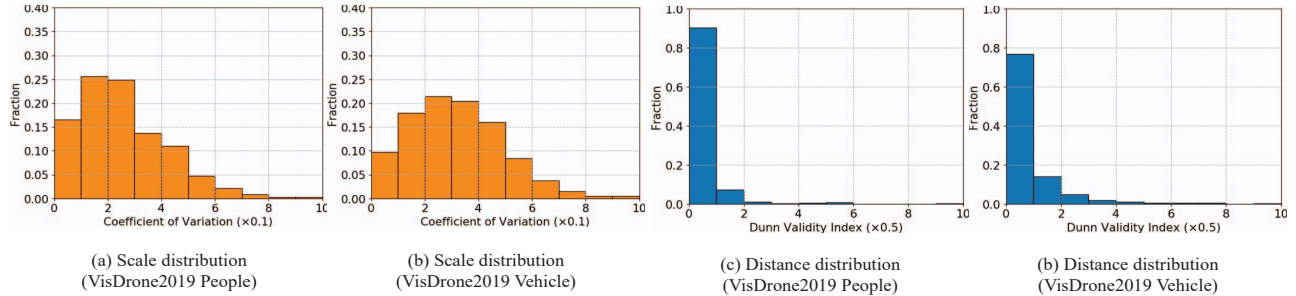 0.40
0.35
0.30
0.25
0.20
0.15
0.10
0.05
0.00
Fraction
0 2 4 6 8 10
Coefficient of Variation (×0.1)
(a) Scale distribution
(VisDrone2019 People)
0.40
0.35
0.30
0.25
0.20
0.15
0.10
0.05
0.00
Fraction
0 2 4 6 8 10
Coefficient of Variation (×0.1)
(b) Scale distribution
(VisDrone2019 Vehicle)
1.0
0.8
0.6
0.4
0.2
0.0
Fraction
0 2 4 6 8 10
Dunn Validity Index (×0.5)
(c) Distance distribution
(VisDrone2019 People)
1.0
0.8
0.6
0.4
0.2
0.0
Fraction
0 2 4 6 8 10
Dunn Validity Index (×0.5)
(b) Distance distribution
(VisDrone2019 Vehicle)